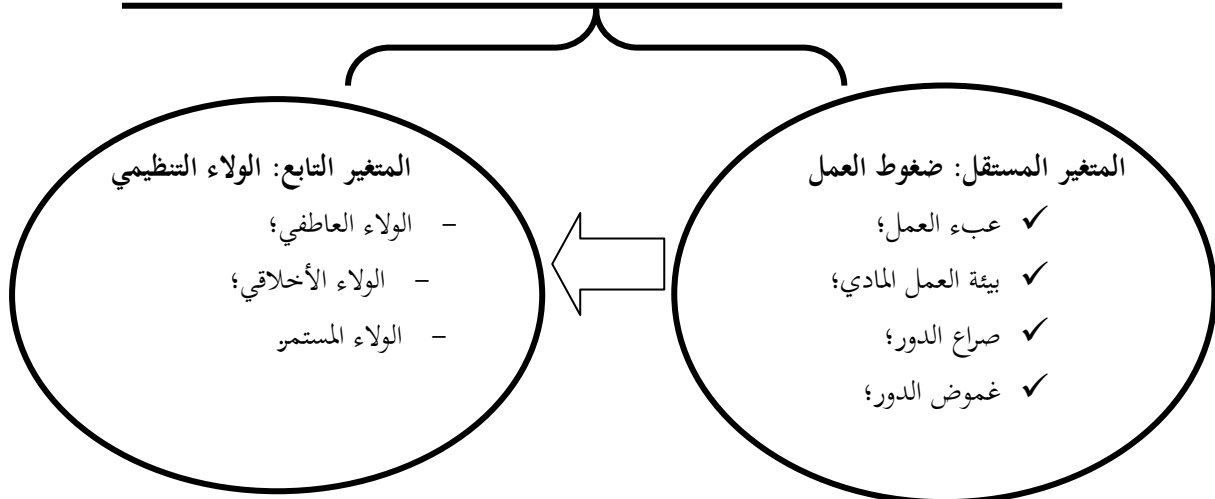 المتغير المستقل: ضغوط العمل
✓ عبء العمل؛
✓ بيئة العمل المادي؛
✓ صراع الدور؛
✓ غموض الدور؛
المتغير التابع: الولاء التنظيمي
- الولاء العاطفي؛
- الولاء الأخلاقي؛
- الولاء المستمر